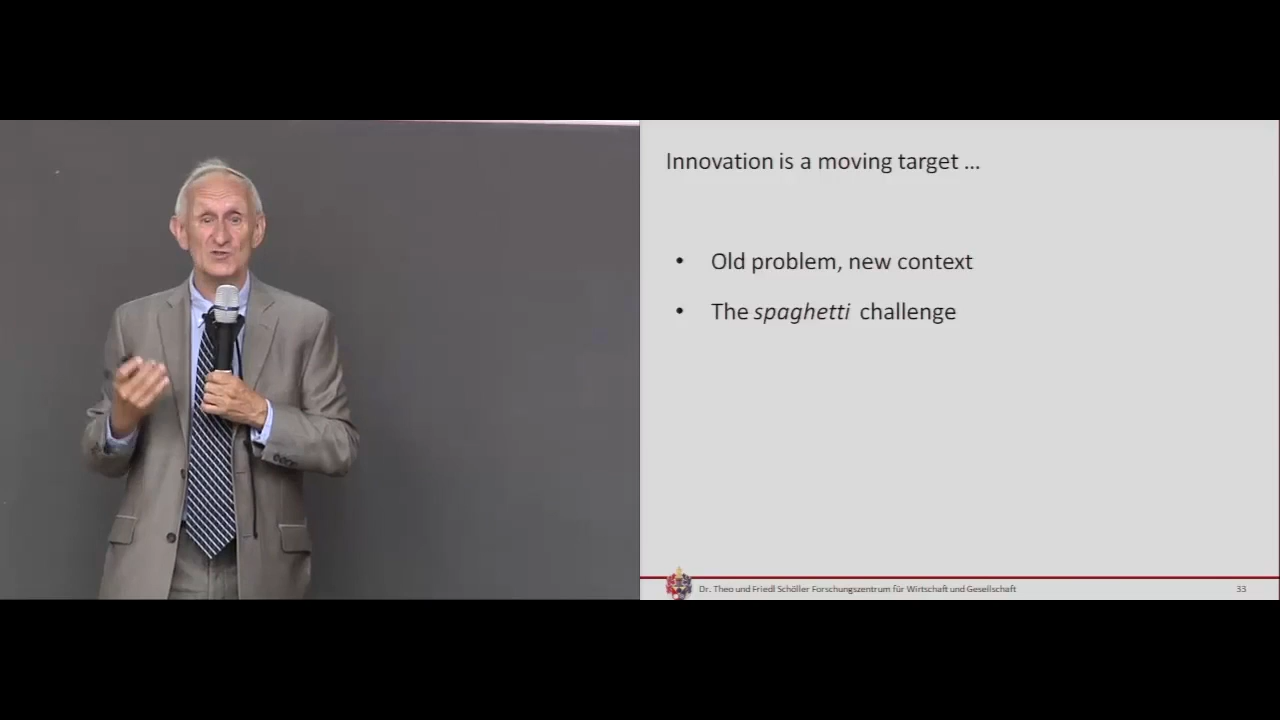 Innovation is a moving target ...
• Old problem, new context
• The spaghetti challenge
Dr. Theo und Friedl Schöller Forschungszentrum für Wirtschaft und Gesellschaft 33